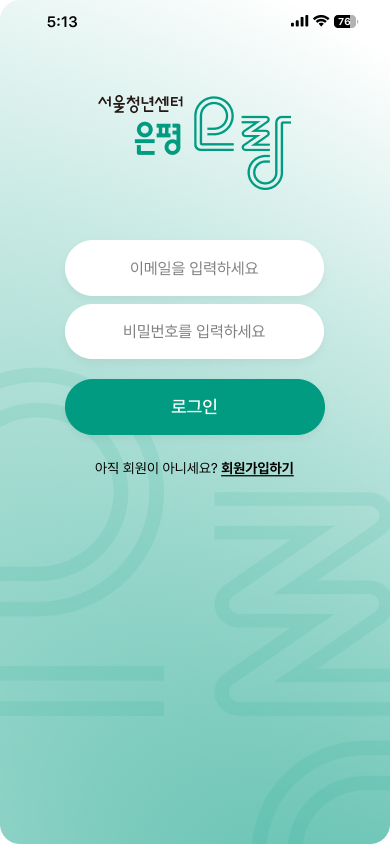 5:13
76
서울청년센터
은평
으랑
이메일을 입력하세요
비밀번호를 입력하세요
로그인
아직 회원이 아니세요? 회원가입하기